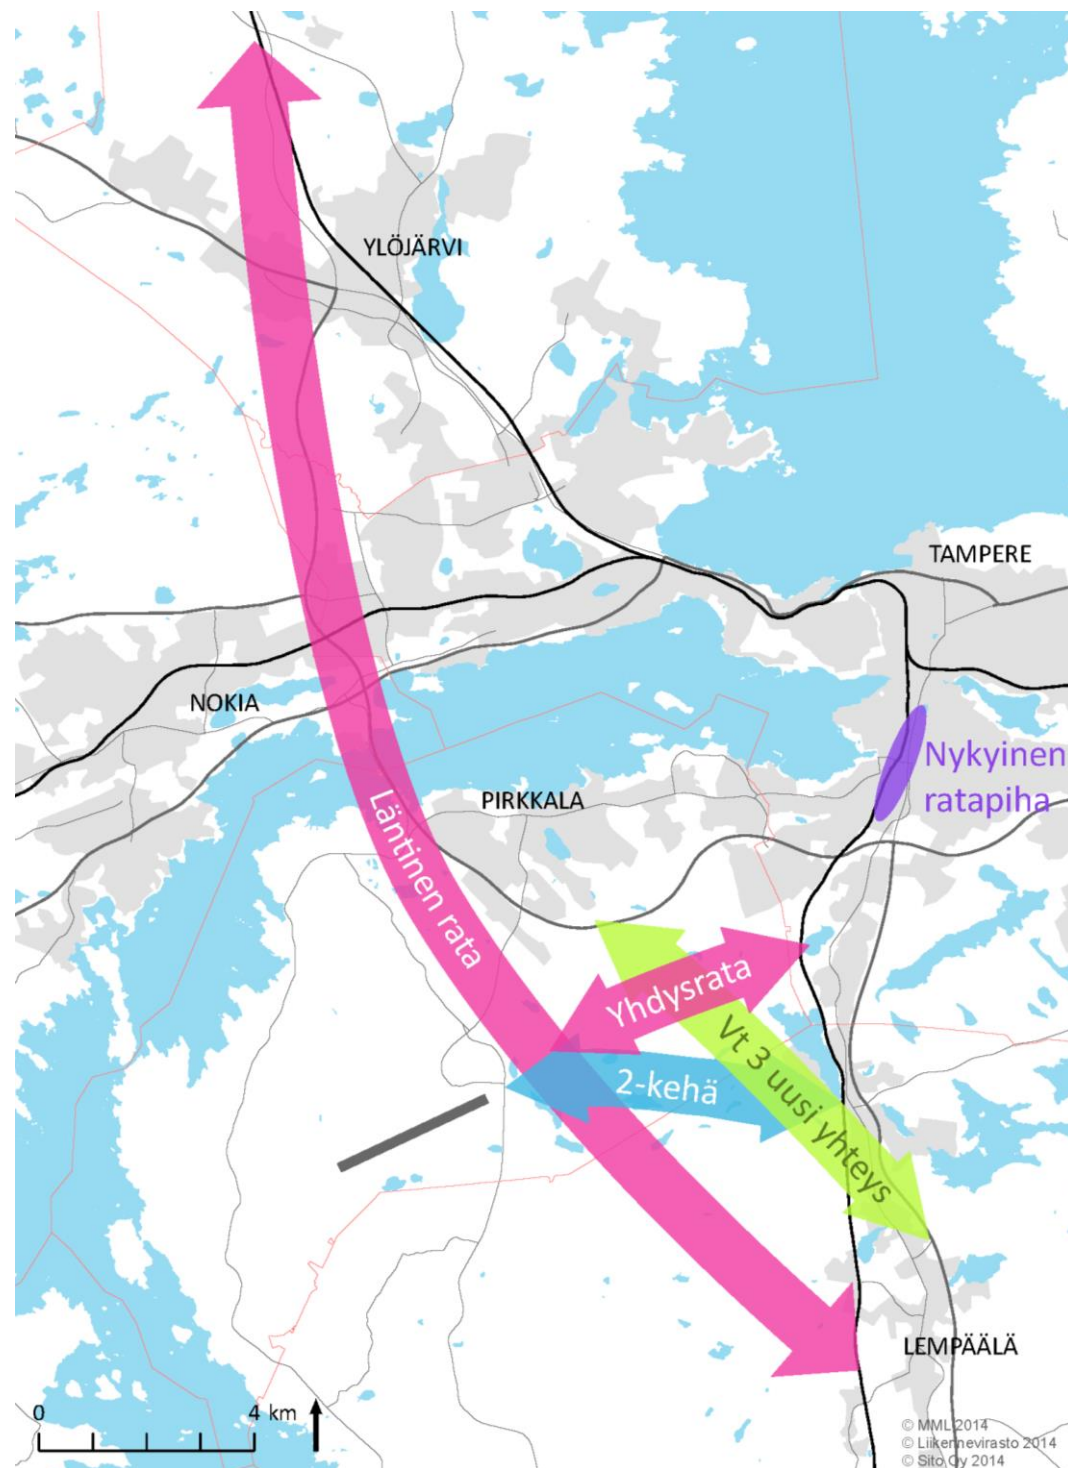 YLÖJÄRVI
TAMPERE
NOKIA
Nykyinen
ratapiha
PIRKKALA
Läntinen rata
Yhdysrata
Vt 3 uusi yhteys
2-kehä
LEMPÄÄLÄ
0 4 km
© MML 2014
© Liikennevirasto 2014
© Sito Oy 2014